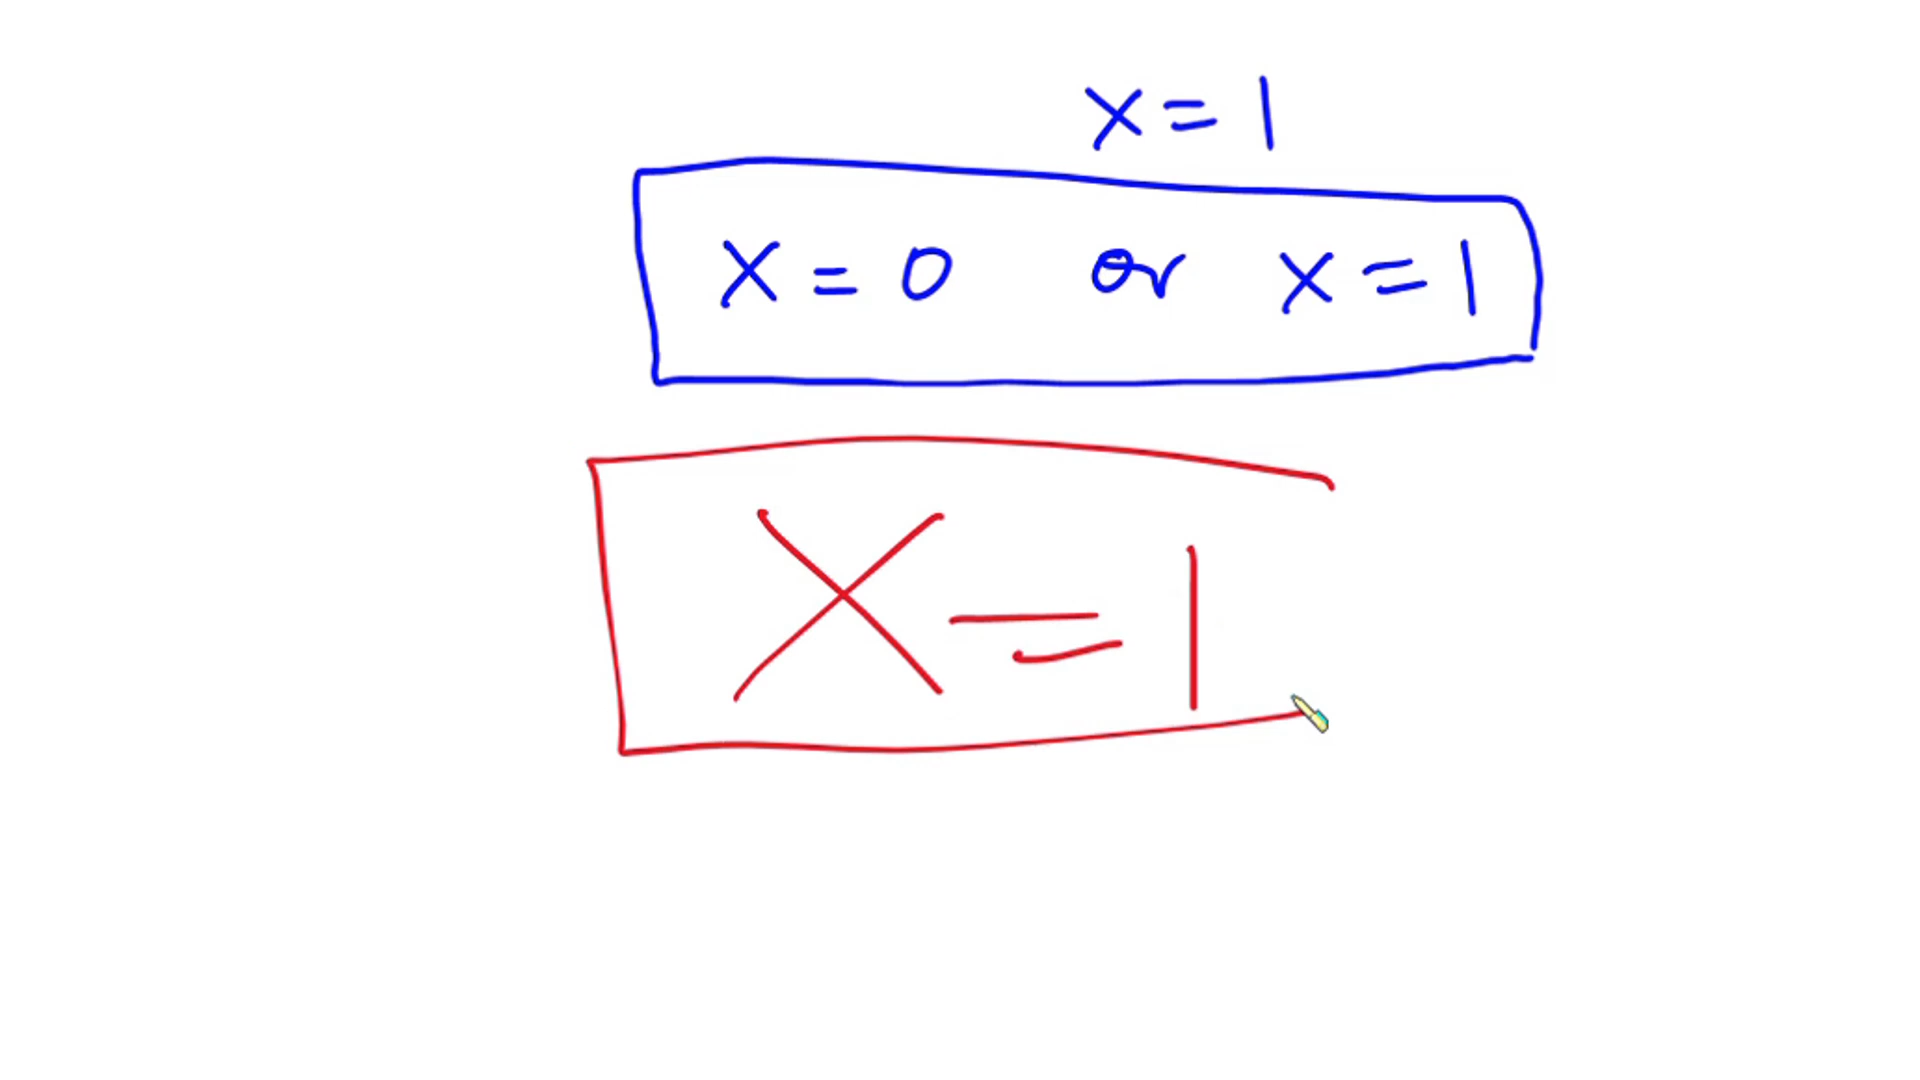 x = 1
x = 0 or x = 1
x = 1